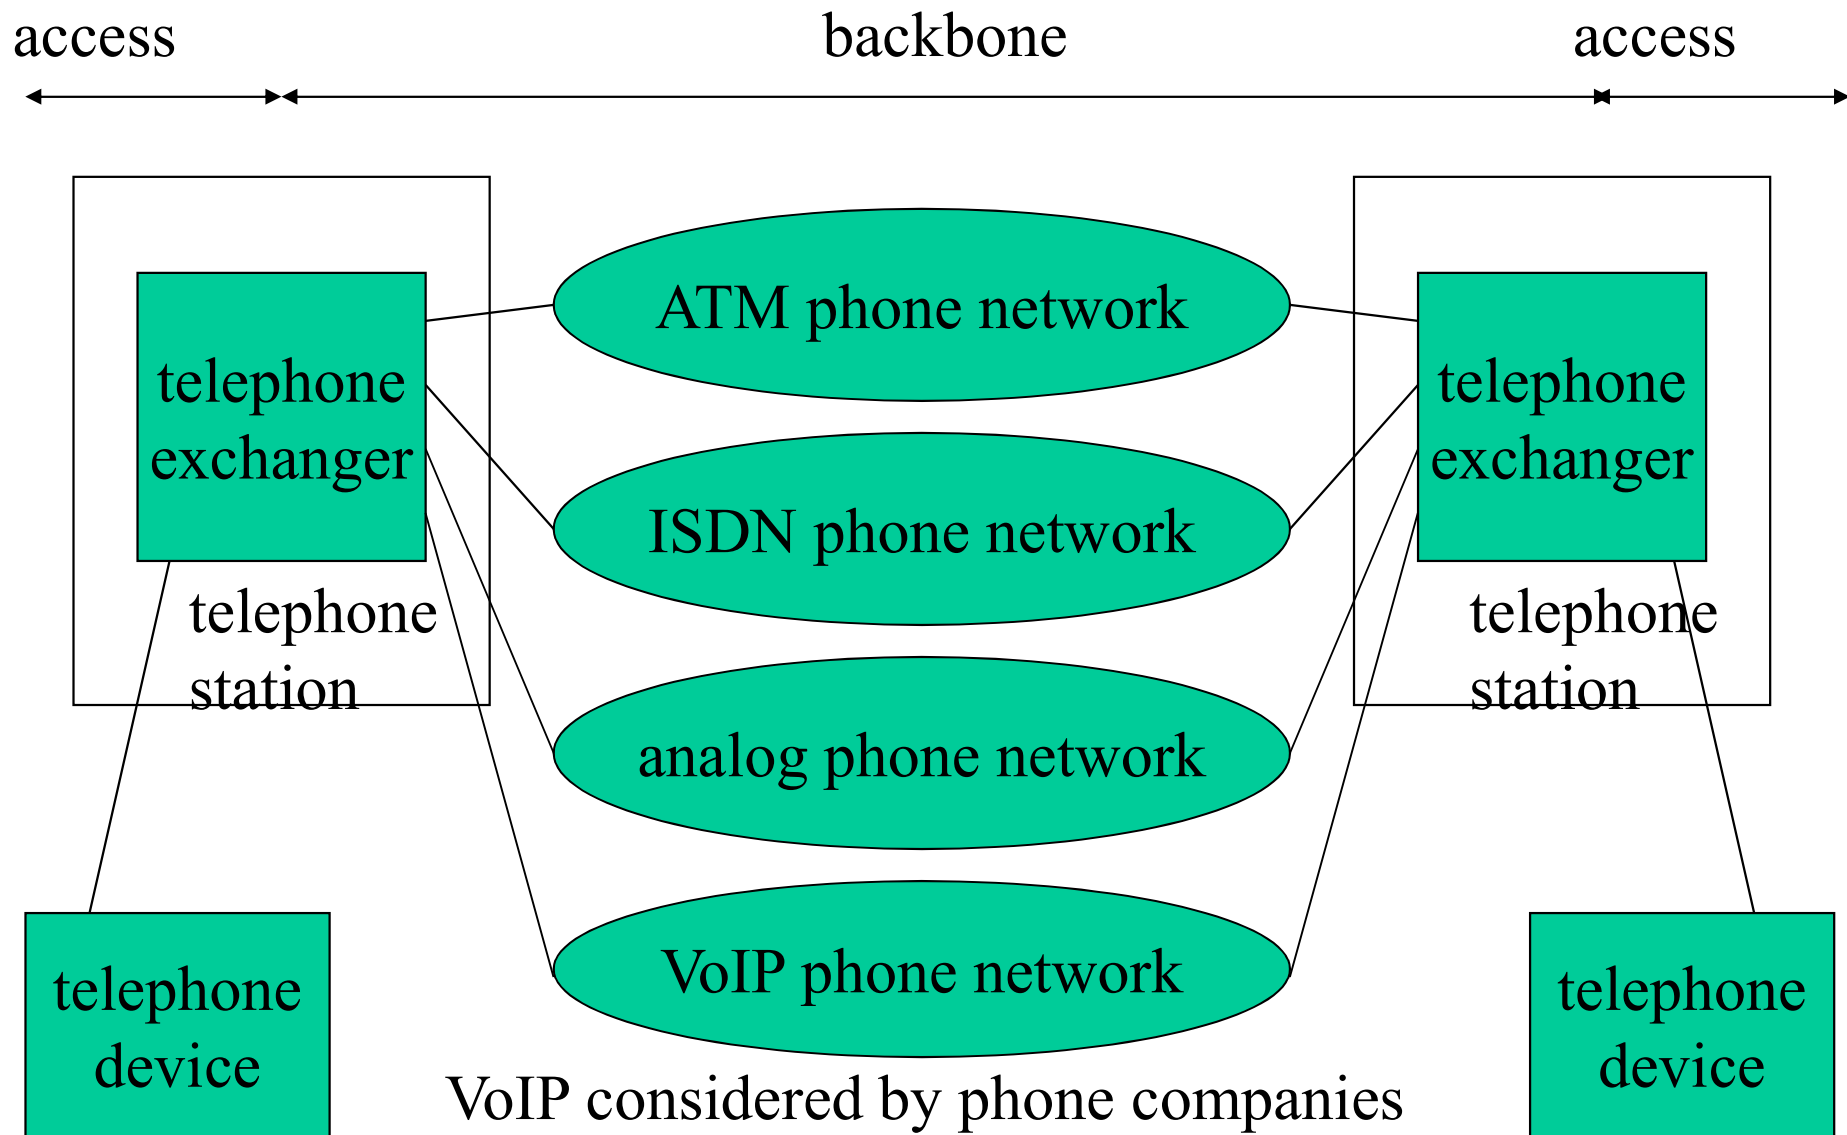 access
backbone
access
ATM phone network
telephone
exchanger
telephone
exchanger
ISDN phone network
telephone
station
telephone
station
analog phone network
VoIP phone network
telephone
device
telephone
device
VoIP considered by phone companies